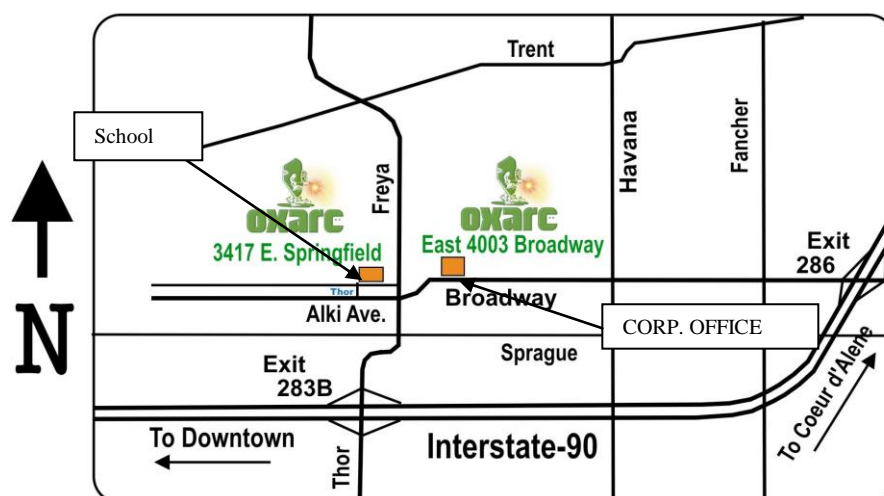 Trent
School
Havana
Fancher
Freya
oxarc
oxarc
3417 E. Springfield
East 4003 Broadway
Exit
286
Thor
Broadway
Alki Ave.
CORP. OFFICE
Sprague
N
Exit
283B
To Coeur d'Alene
To Downtown
Thor
Interstate-90